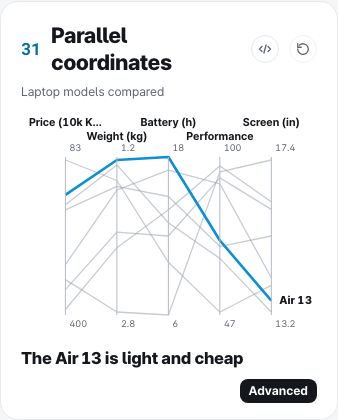 31
Parallel
coordinates
Laptop models compared
Price (10k K... Battery (h) Screen (in)
Weight (kg) Performance
83 1.2 18 100 17.4
Air 13
400 2.8 6 47 13.2
The Air 13 is light and cheap
Advanced